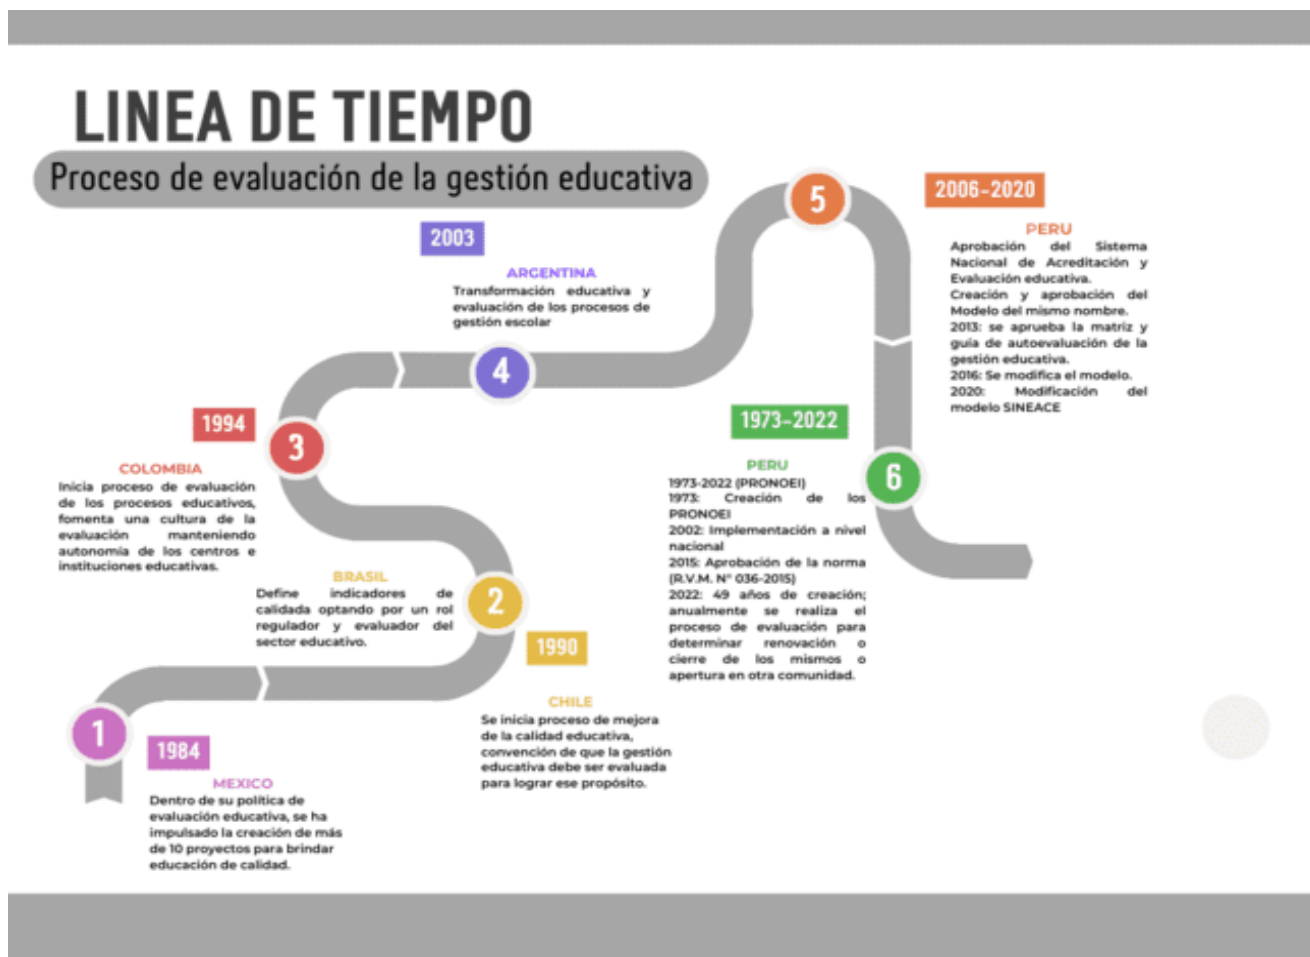 LINEA DE TIEMPO
Proceso de evaluación de la gestión educativa
1
1984
MEXICO
Dentro de su política de
evaluación educativa, se ha
impulsado la creación de más
de 10 proyectos para brindar
educación de calidad.
2
1990
BRASIL
Define indicadores de
calidada optando por un rol
regulador y evaluador del
sector educativo.
CHILE
Se inicia proceso de mejora
de la calidad educativa,
convención de que la gestión
educativa debe ser evaluada
para lograr ese propósito.
3
1994
COLOMBIA
Inicia proceso de evaluación
de los procesos educativos,
fomenta una cultura de la
evaluación manteniendo
autonomía de los centros e
instituciones educativas.
4
2003
ARGENTINA
Transformación educativa y
evaluación de los procesos de
gestión escolar
5
2006-2020
PERU
Aprobación del Sistema
Nacional de Acreditación y
Evaluación educativa.
Creación y aprobación del
Modelo del mismo nombre.
2013: se aprueba la matriz y
guía de autoevaluación de la
gestión educativa.
2016: Se modifica el modelo.
2020: Modificación del
modelo SINEACE
6
1973-2022
PERU
1973-2022 (PRONOEI)
1973: Creación de los
PRONOEI
2002: Implementación a nivel
nacional
2015: Aprobación de la norma
(R.V.M. N° 036-2015)
2022: 49 años de creación;
anualmente se realiza el
proceso de evaluación para
determinar renovación o
cierre de los mismos o
apertura en otra comunidad.